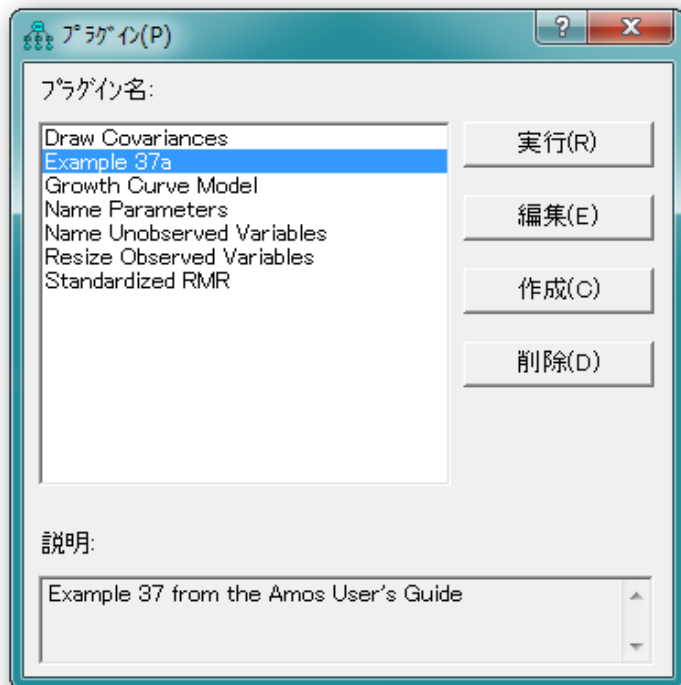 プラグイン(P)
?
x
プラグイン名:
Draw Covariances
Example 37a
Growth Curve Model
Name Parameters
Name Unobserved Variables
Resize Observed Variables
Standardized RMR
実行(R)
編集(E)
作成(C)
削除(D)
説明:
Example 37 from the Amos User's Guide